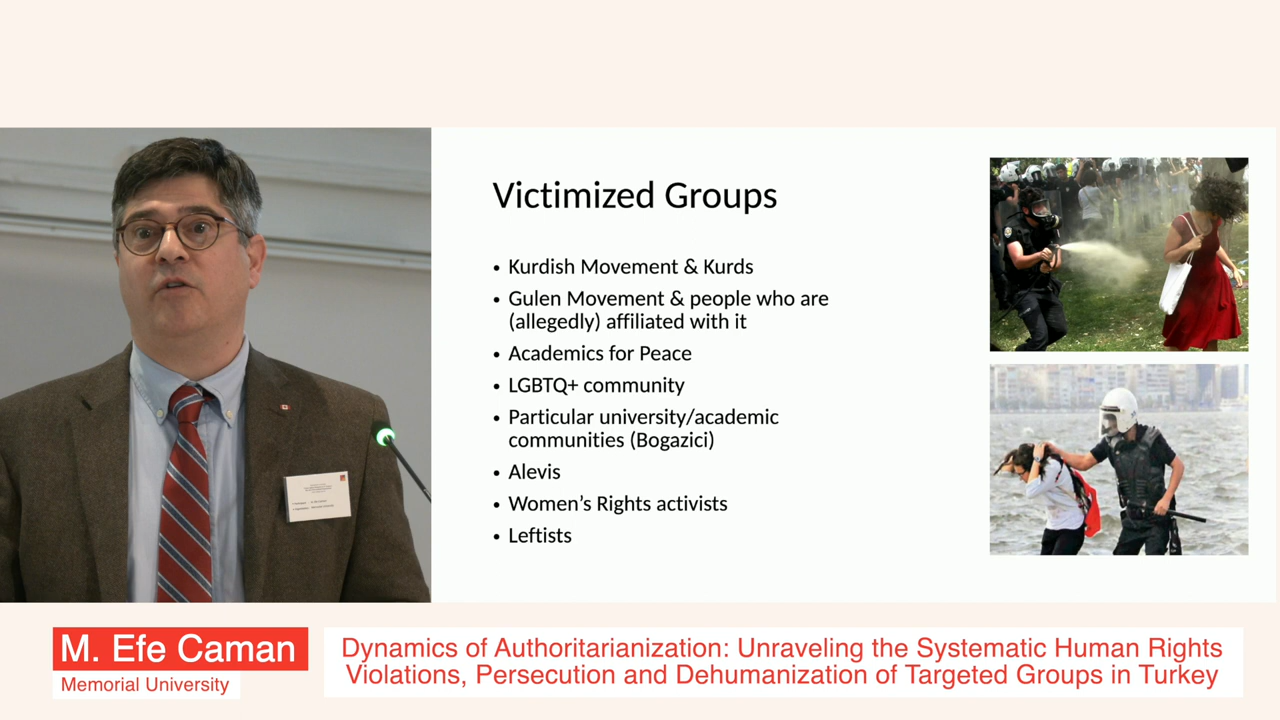 Victimized Groups
• Kurdish Movement & Kurds
• Gulen Movement & people who are
(allegedly) affiliated with it
• Academics for Peace
• LGBTQ+ community
• Particular university/academic
communities (Bogazici)
• Alevis
• Women's Rights activists
• Leftists
M. Efe Caman
Memorial University
Dynamics of Authoritarianization: Unraveling the Systematic Human Rights
Violations, Persecution and Dehumanization of Targeted Groups in Turkey